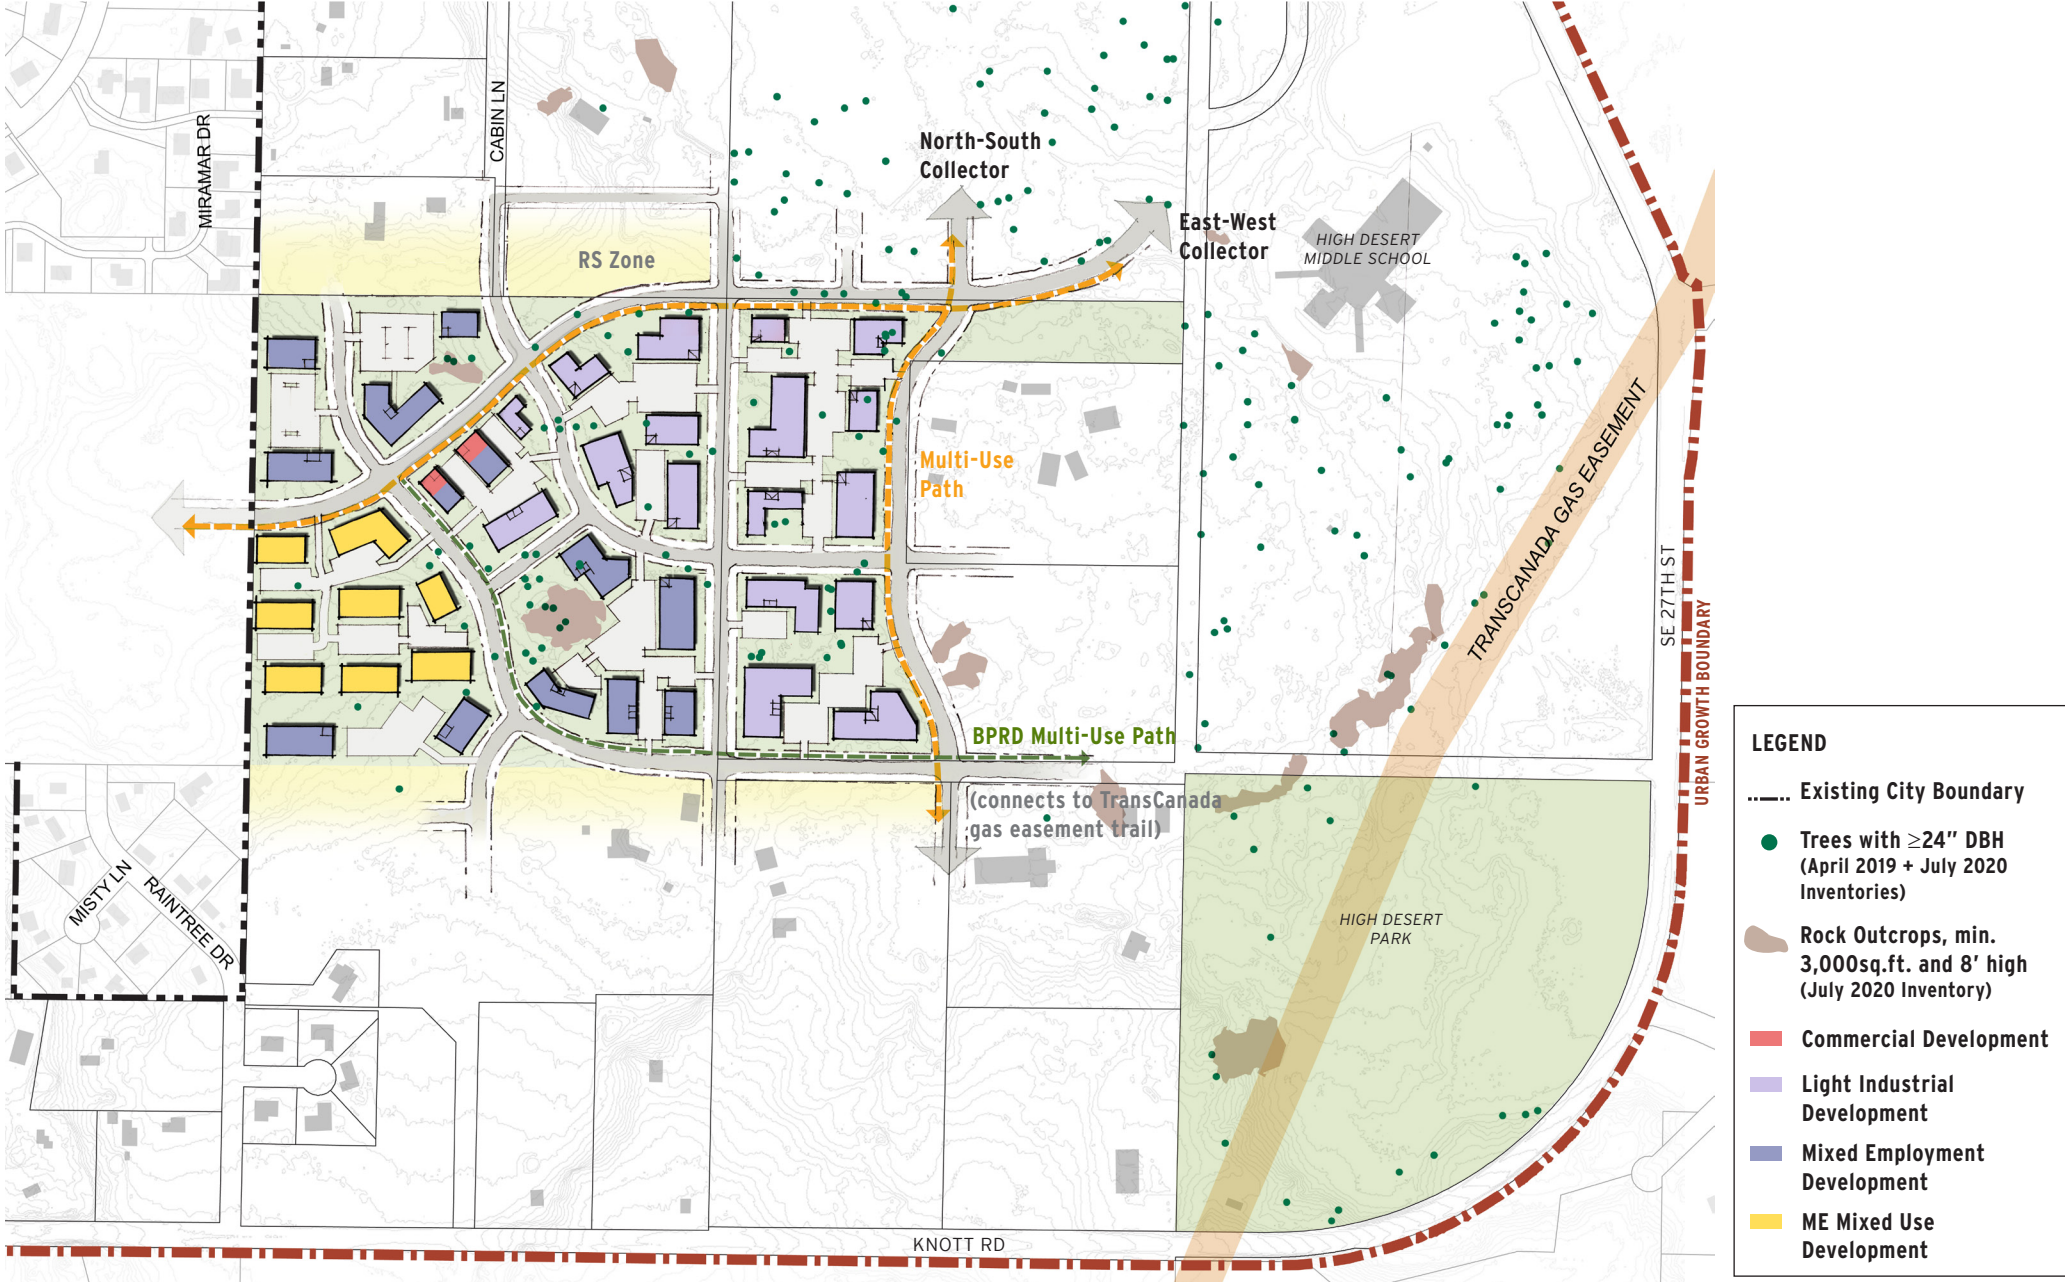 MIRAMAR DR
CABIN LN
North-South
Collector
East-West
Collector
RS Zone
HIGH DESERT
MIDDLE SCHOOL
Multi-Use
Path
TRANSCANADA GAS EASEMENT
SE 27TH ST
URBAN GROWTH BOUNDARY
BPRD Multi-Use Path
(connects to TransCanada
gas easement trail)
MISTY LN
RAINTREE DR
HIGH DESERT
PARK
KNOTT RD
LEGEND
Existing City Boundary
Trees with ≥24” DBH
(April 2019 + July 2020
Inventories)
Rock Outcrops, min.
3,000sq.ft. and 8’ high
(July 2020 Inventory)
Commercial Development
Light Industrial
Development
Mixed Employment
Development
ME Mixed Use
Development